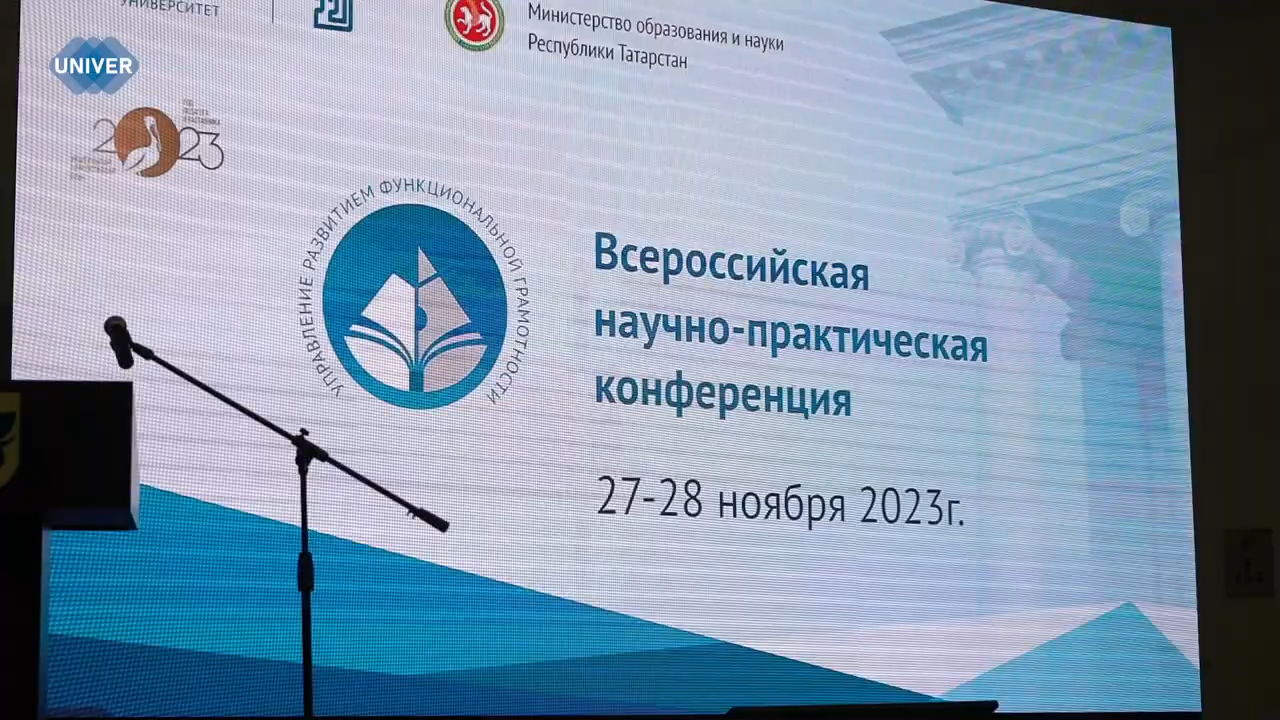 УНИВЕРСИТЕТ
Министерство образования и науки
Республики Татарстан
UNIVER
2023
УПРАВЛЕНИЕ РАЗВИТИЕМ ФУНКЦИОНАЛЬНОЙ ГРАМОТНОСТИ
Всероссийская
научно-практическая
конференция
27-28 ноября 2023г.